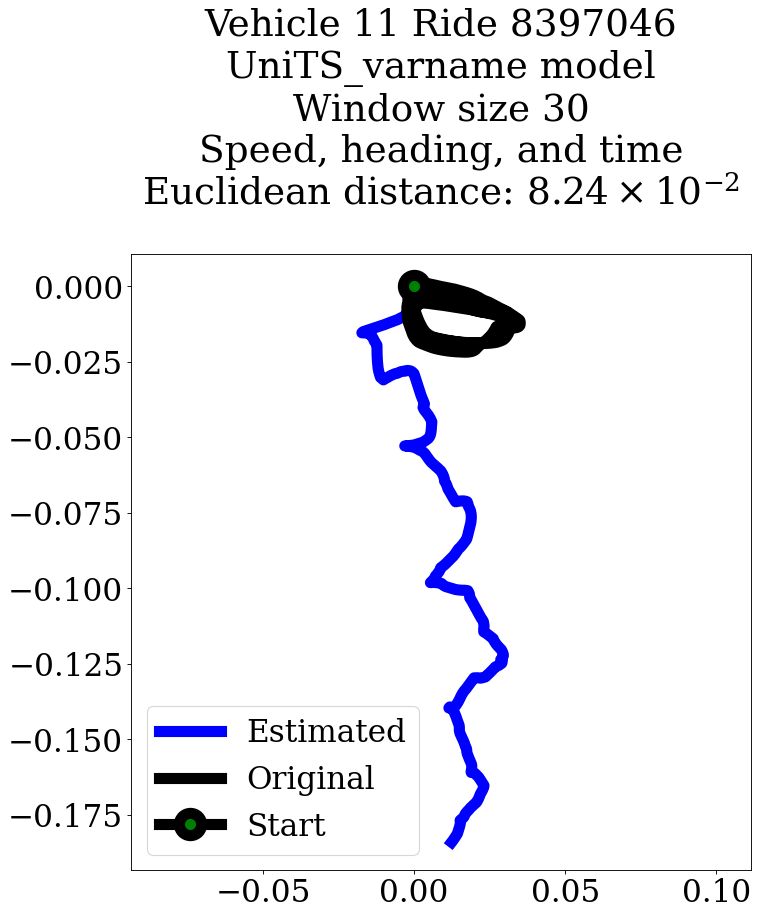 Vehicle 11 Ride 8397046
UniTS_varname model
Window size 30
Speed, heading, and time
Euclidean distance: 8.24 × 10⁻²
0.000
−0.025
−0.050
−0.075
−0.100
−0.125
−0.150
−0.175
Estimated
Original
Start
−0.05
0.00
0.05
0.10